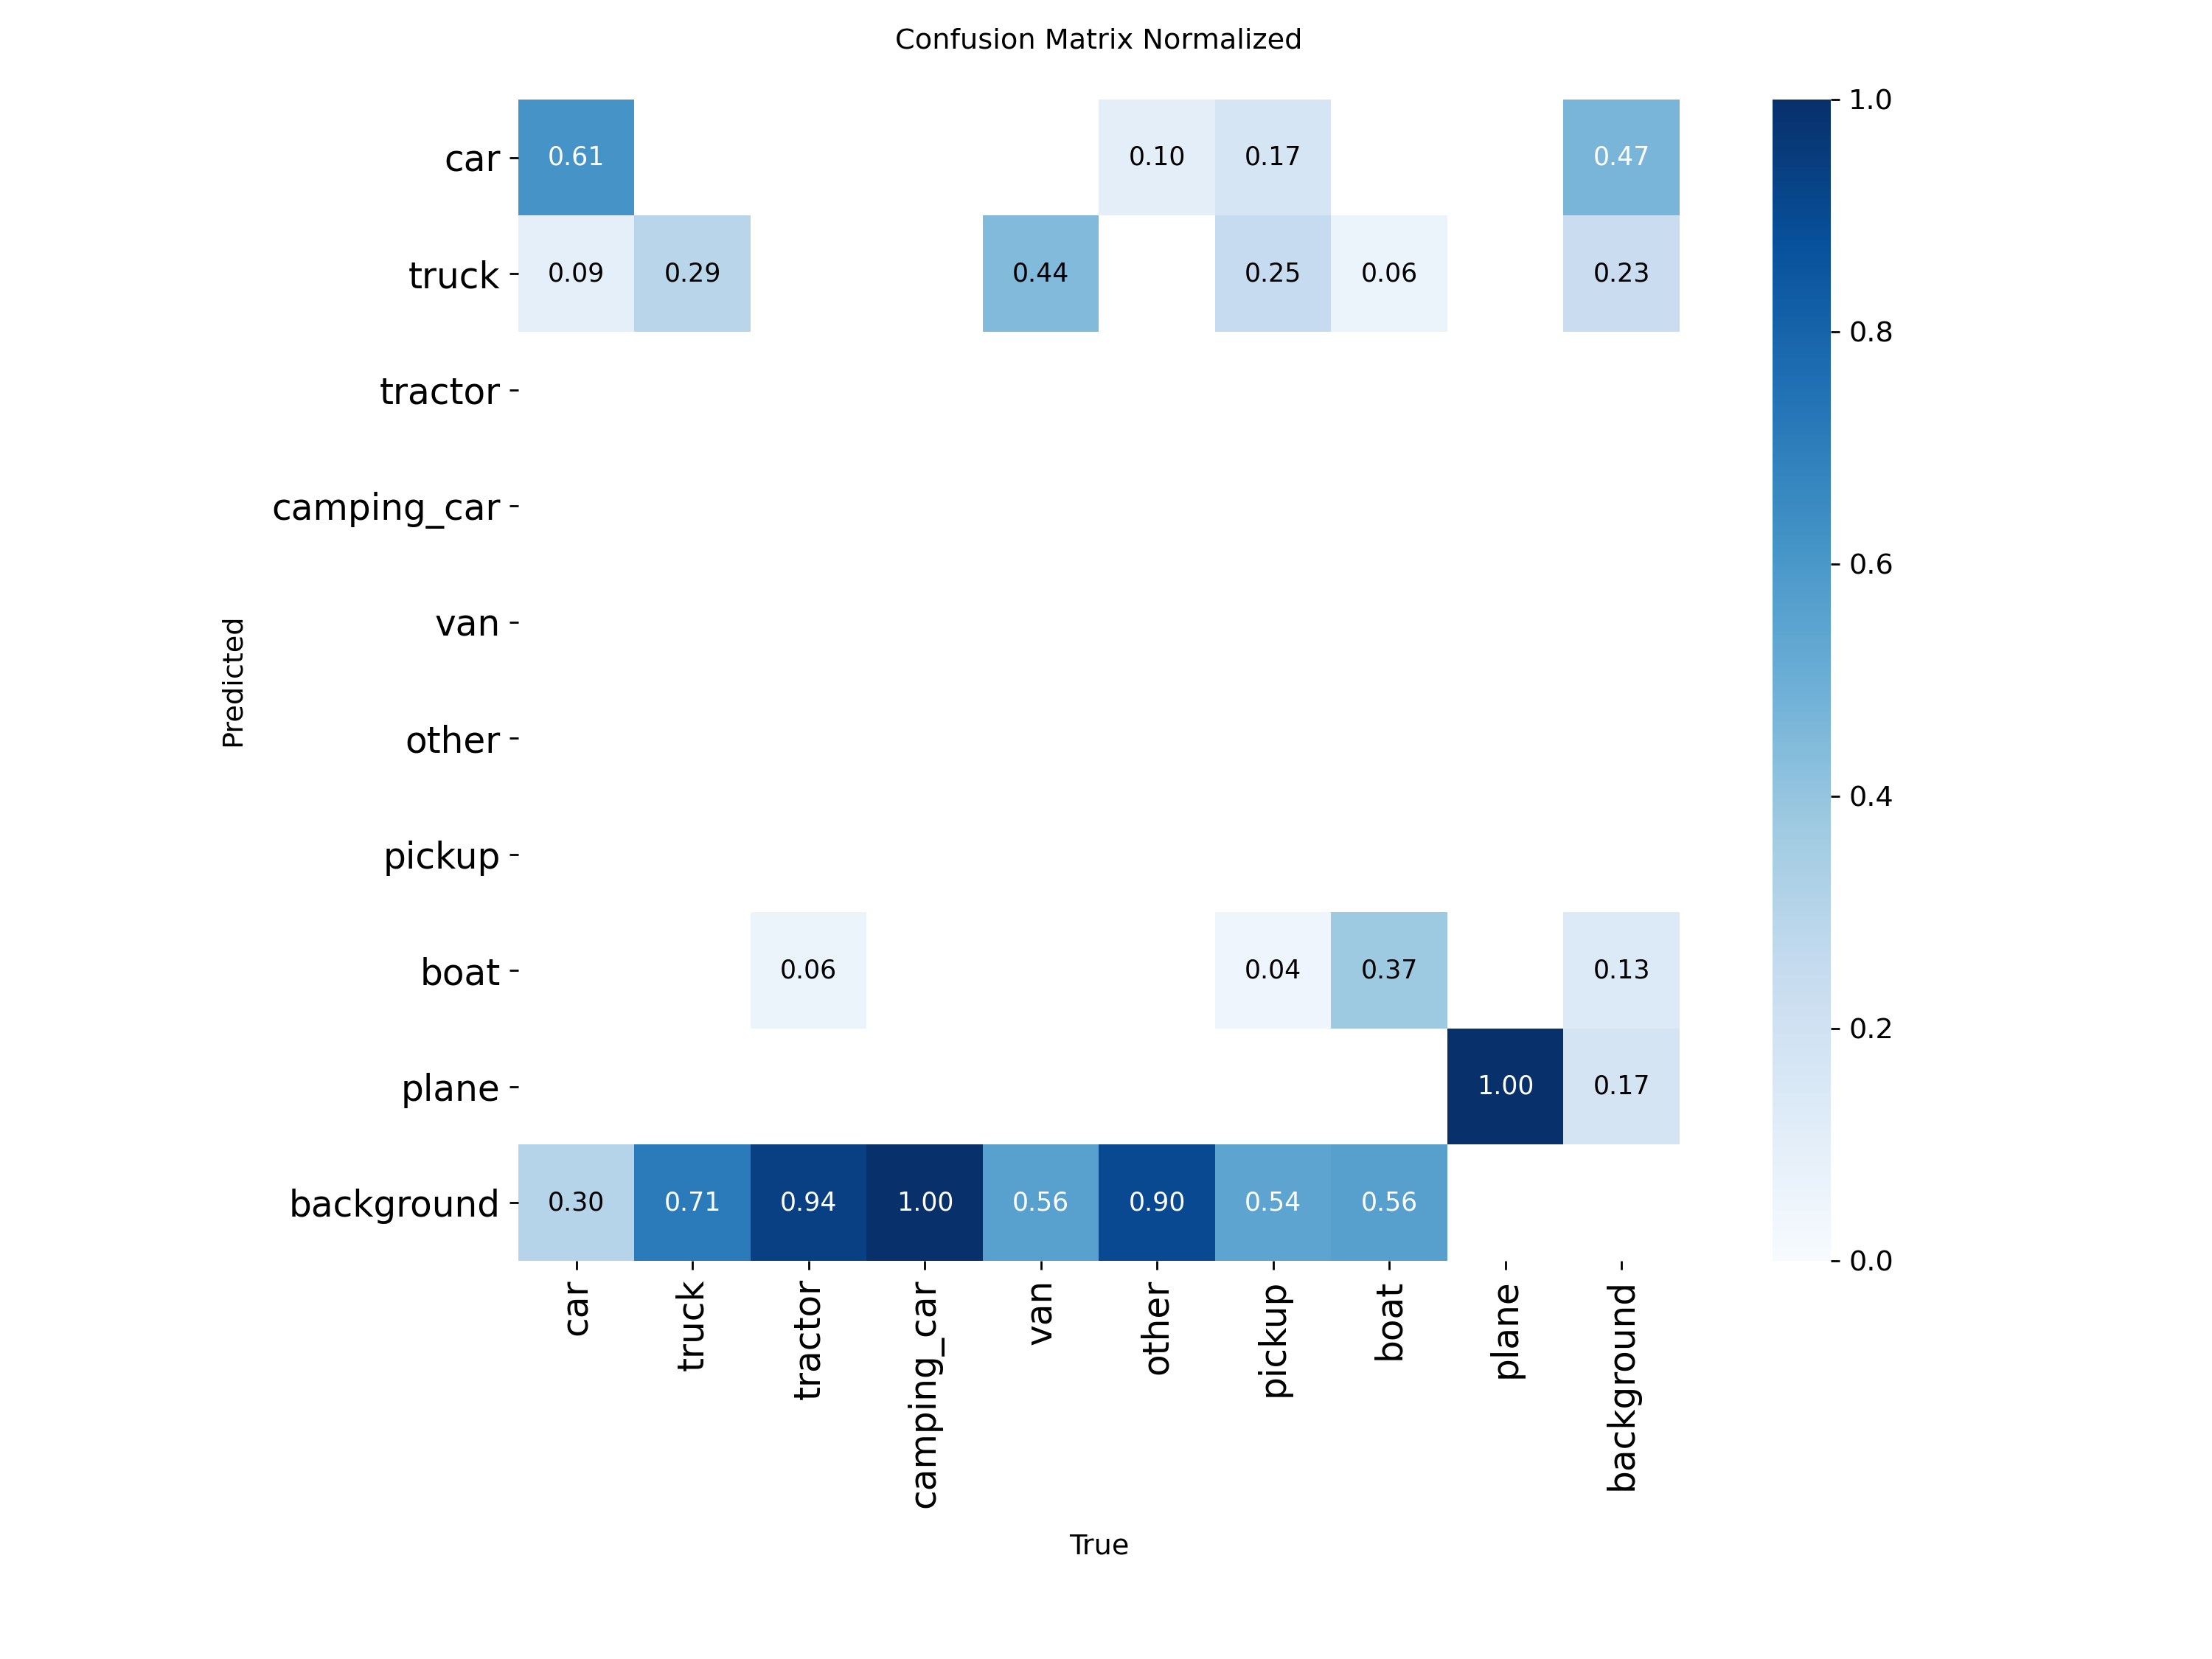 Confusion Matrix Normalized
car 0.61 0.10 0.17 0.47 1.0
truck 0.09 0.29 0.44 0.25 0.06 0.23 0.8
tractor
camping_car
0.6
van
other
0.4
pickup
boat 0.06 0.04 0.37 0.13
0.2
plane 1.00 0.17
background 0.30 0.71 0.94 1.00 0.56 0.90 0.54 0.56
0.0
car truck tractor camping_car van other pickup boat plane background
Predicted
True